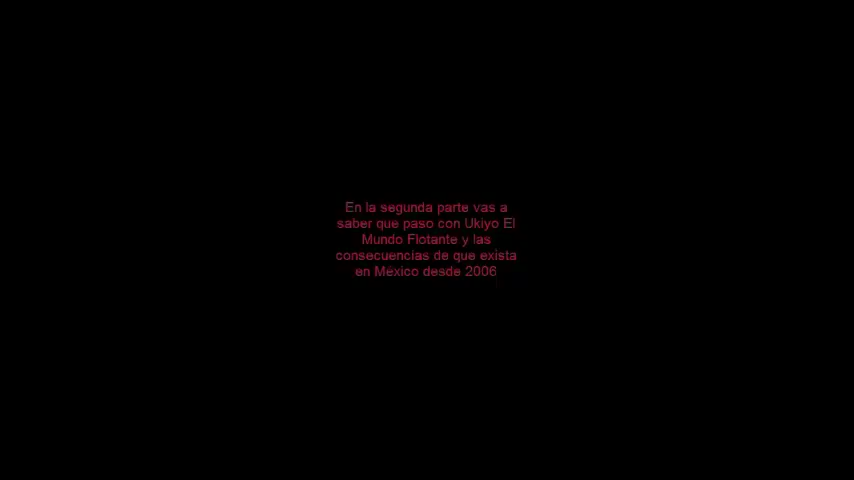 En la segunda parte vas a
saber que paso con Ukiyo El
Mundo Flotante y las
consecuencias de que exista
en México desde 2006